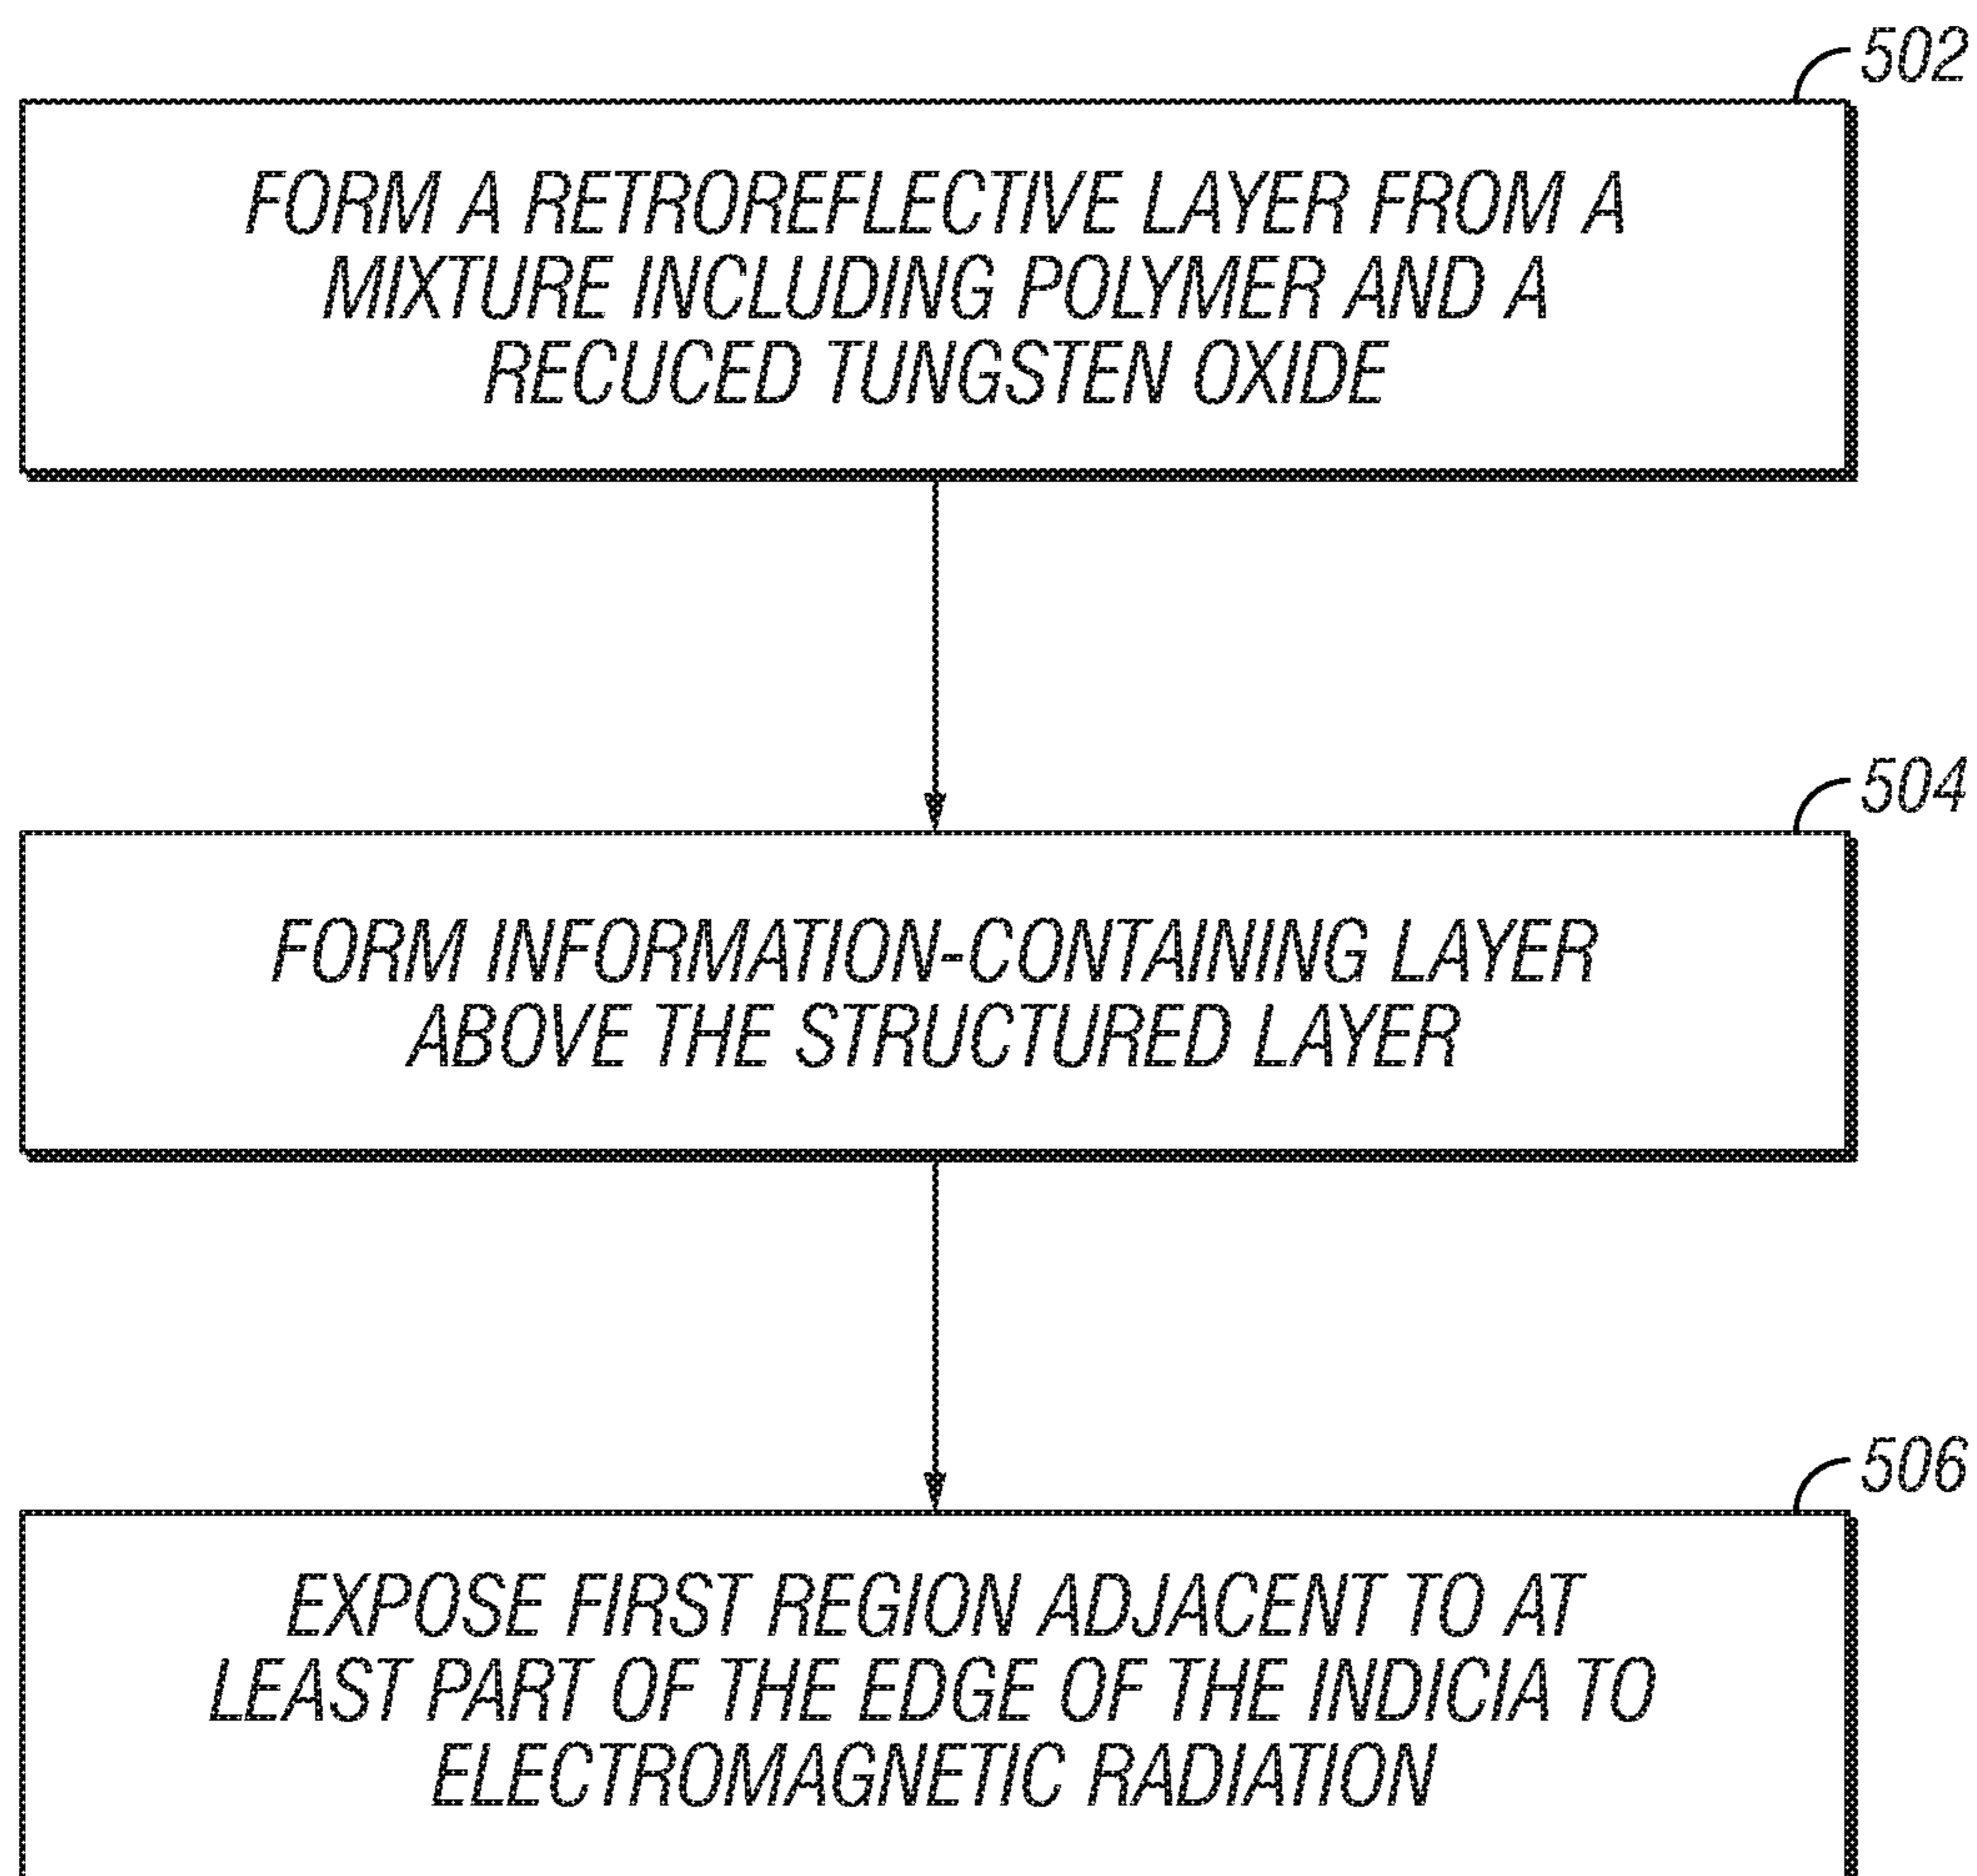 502
FORM A RETROREFLECTIVE LAYER FROM A
MIXTURE INCLUDING POLYMER AND A
RECUCED TUNGSTEN OXIDE
504
FORM INFORMATION-CONTAINING LAYER
ABOVE THE STRUCTURED LAYER
506
EXPOSE FIRST REGION ADJACENT TO AT
LEAST PART OF THE EDGE OF THE INDICIA TO
ELECTROMAGNETIC RADIATION